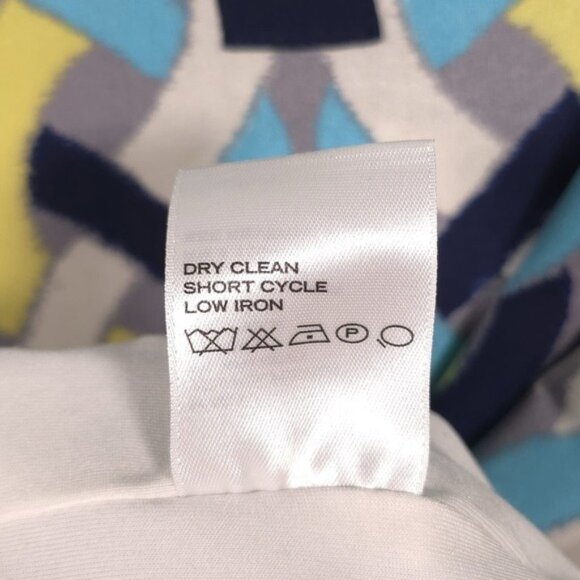 DRY CLEAN
SHORT CYCLE
LOW IRON
P